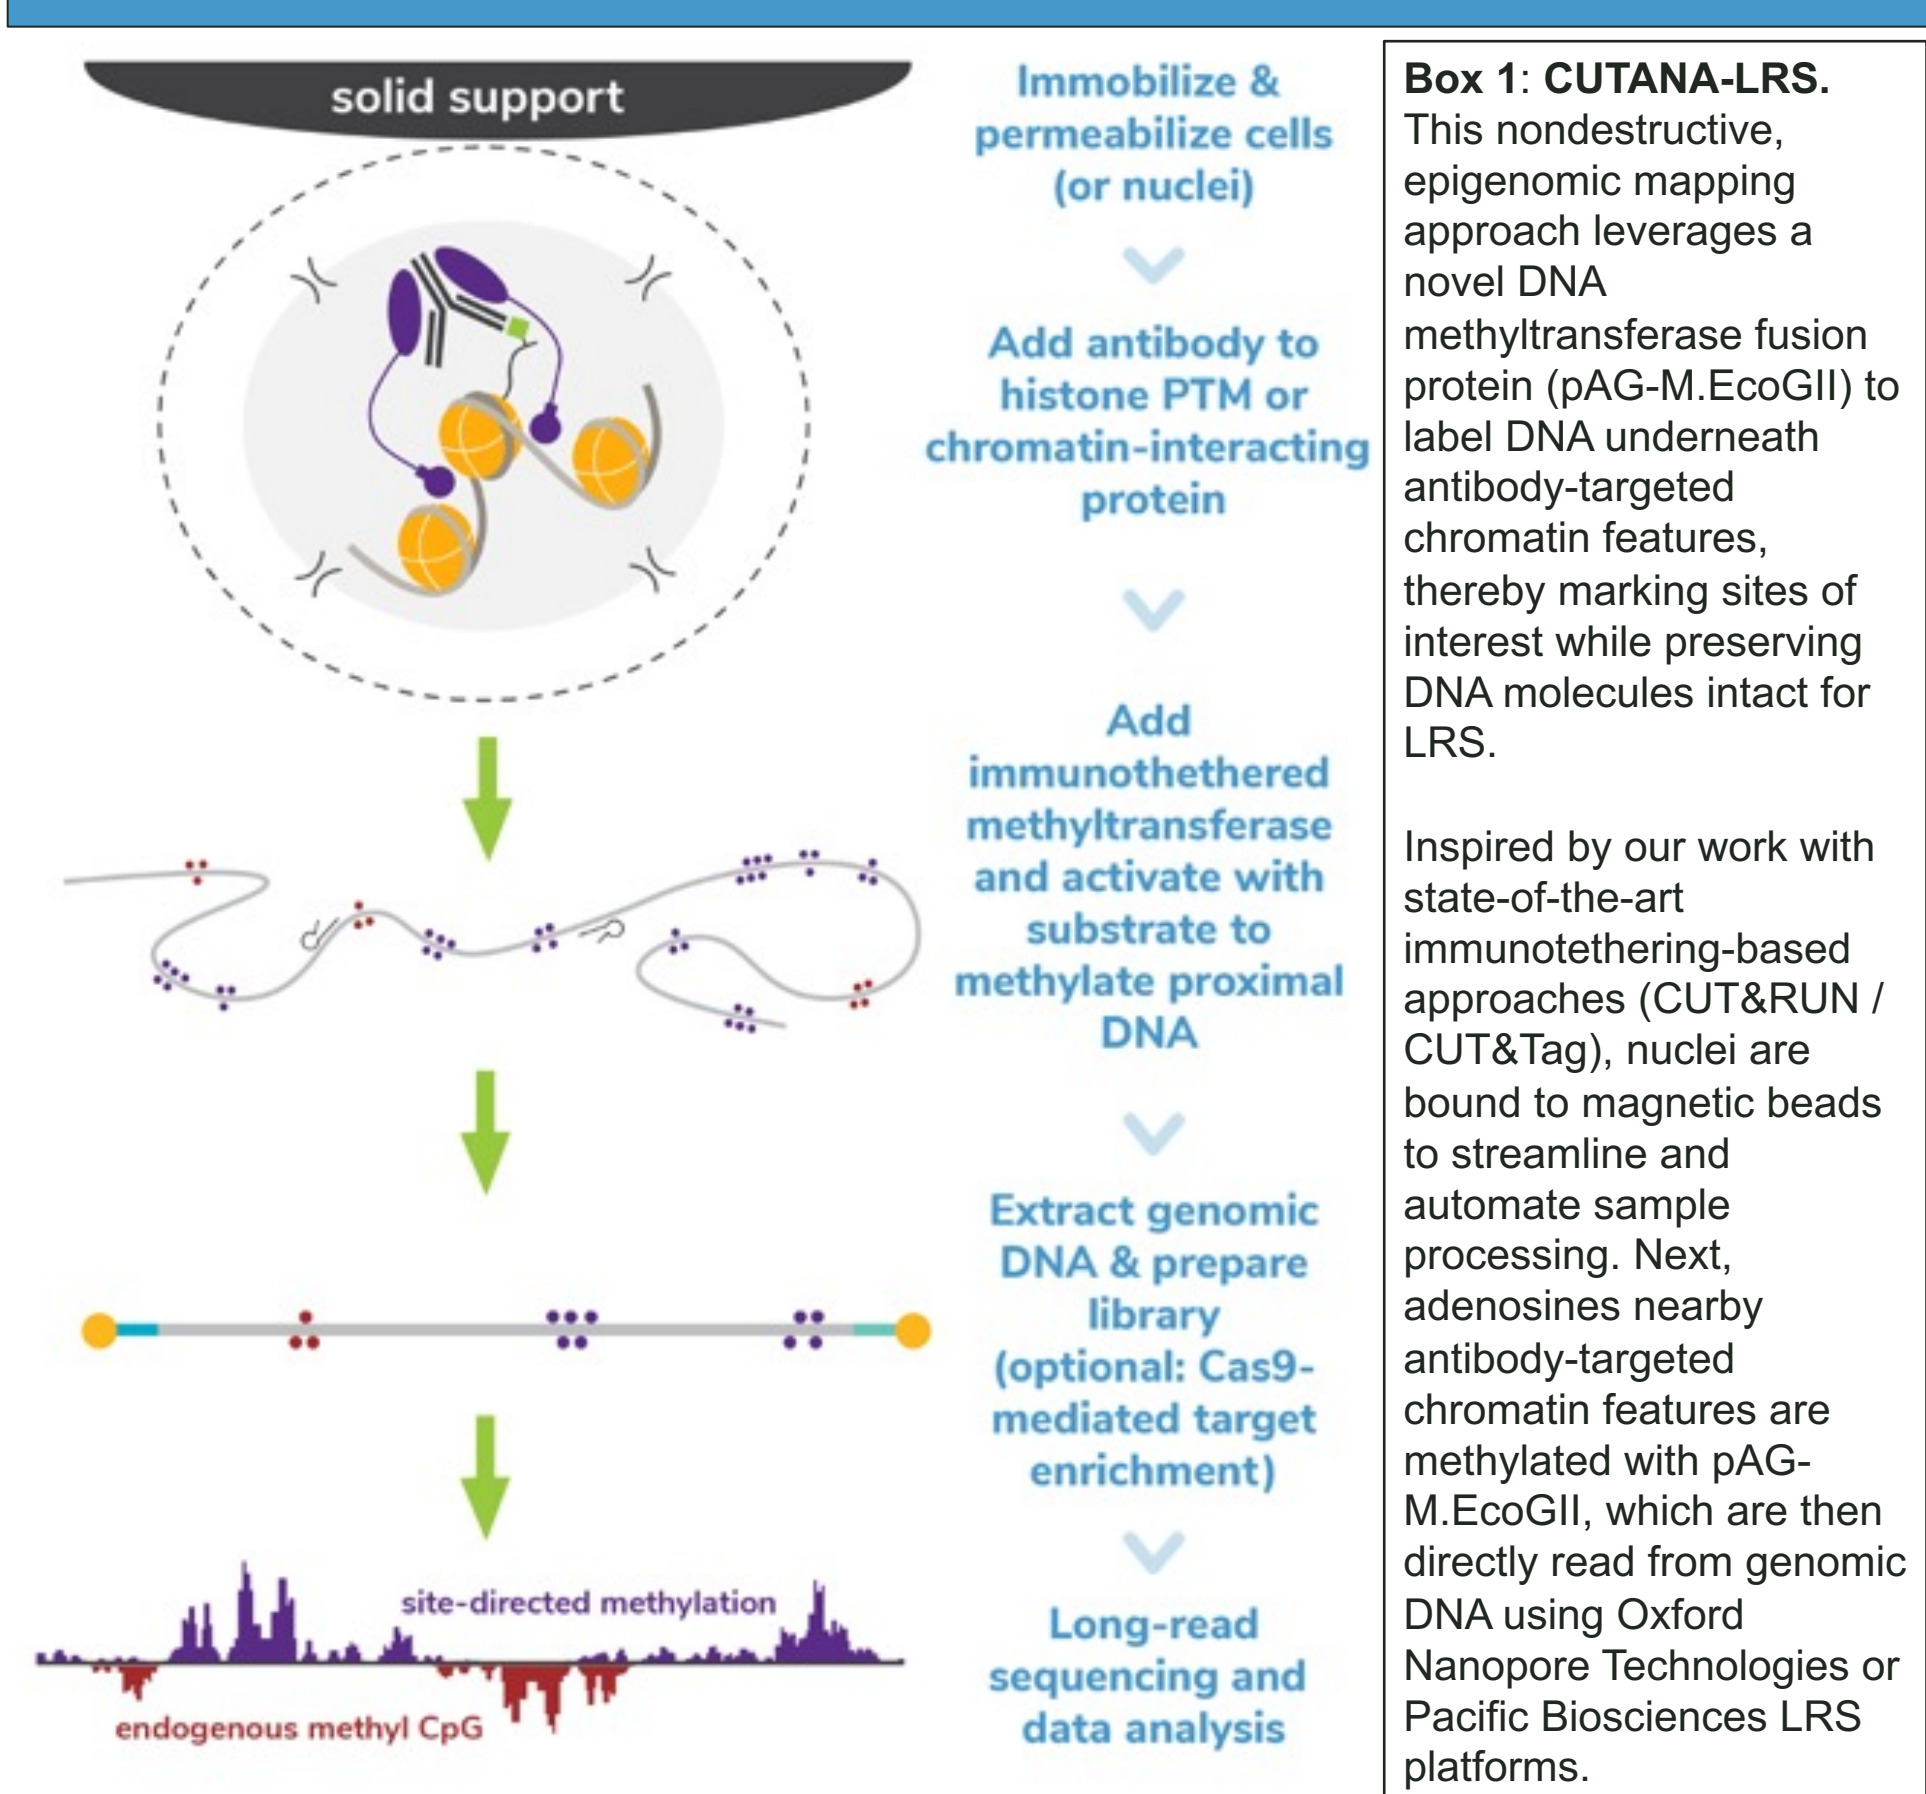 solid support
Immobilize &
permeabilize cells
(or nuclei)
Add antibody to
histone PTM or
chromatin-interacting
protein
Add
immunothethered
methyltransferase
and activate with
substrate to
methylate proximal
DNA
Extract genomic
DNA & prepare
library
(optional: Cas9-
mediated target
enrichment)
site-directed methylation
endogenous methyl CpG
Long-read
sequencing and
data analysis
Box 1: CUTANA-LRS.
This nondestructive,
epigenomic mapping
approach leverages a
novel DNA
methyltransferase fusion
protein (pAG-M.EcoGII) to
label DNA underneath
antibody-targeted
chromatin features,
thereby marking sites of
interest while preserving
DNA molecules intact for
LRS.
Inspired by our work with
state-of-the-art
immunotethering-based
approaches (CUT&RUN /
CUT&Tag), nuclei are
bound to magnetic beads
to streamline and
automate sample
processing. Next,
adenosines nearby
antibody-targeted
chromatin features are
methylated with pAG-
M.EcoGII, which are then
directly read from genomic
DNA using Oxford
Nanopore Technologies or
Pacific Biosciences LRS
platforms.